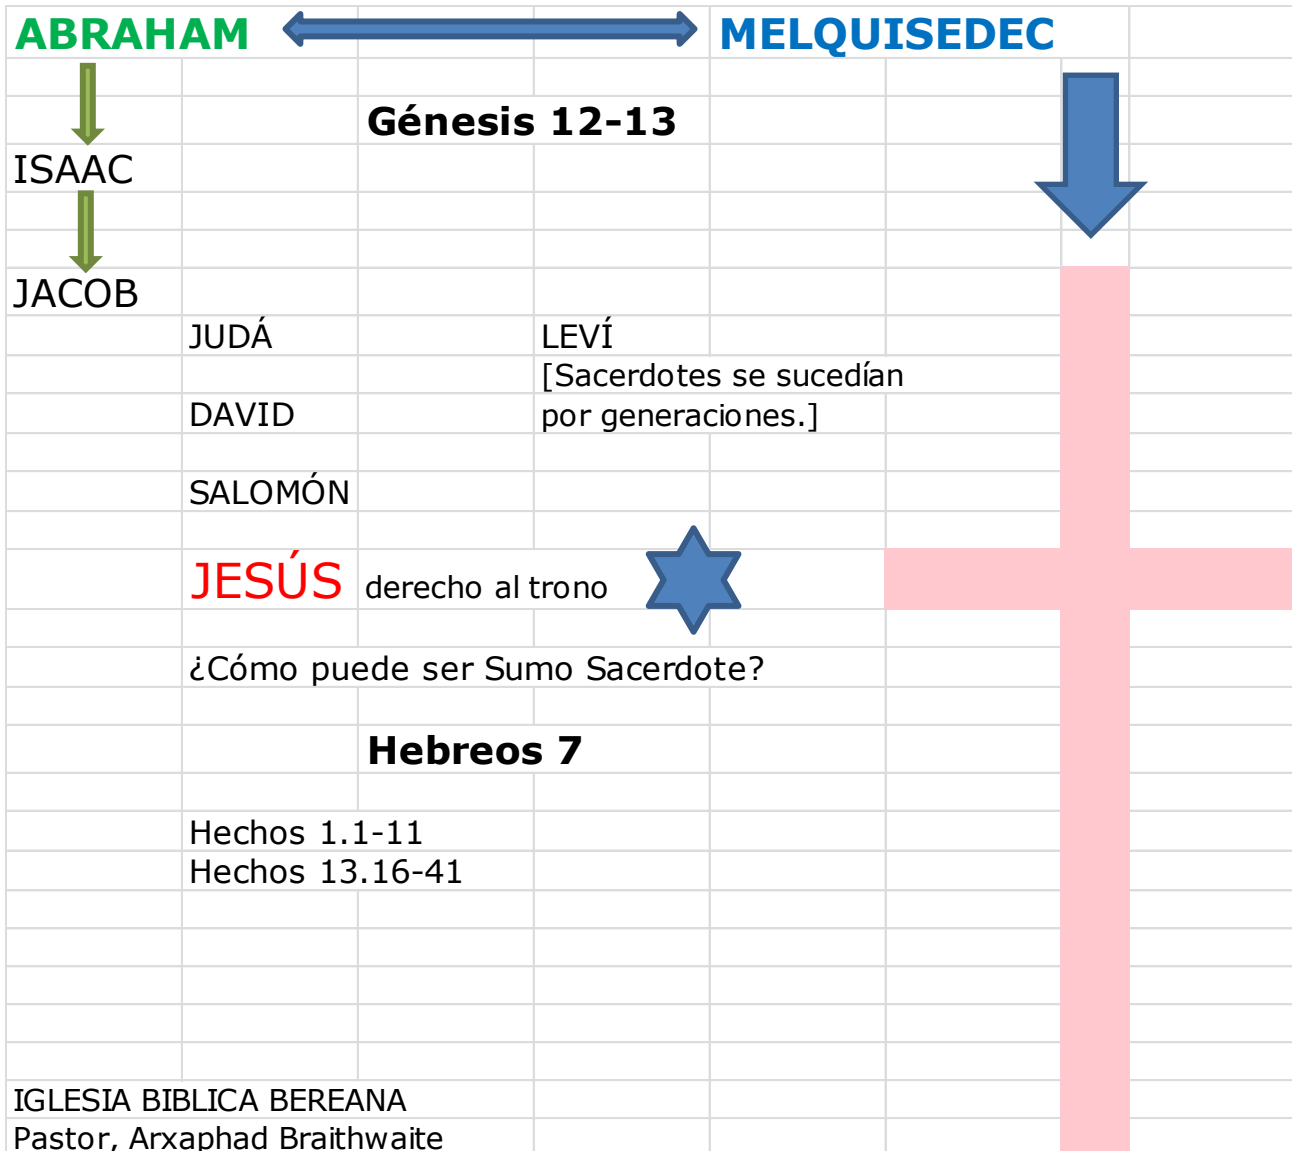 ABRAHAM MELQUISEDEC
Génesis 12-13
ISAAC
JACOB
JUDÁ LEVÍ
[Sacerdotes se sucedían
DAVID por generaciones.]
SALOMÓN
JESÚS derecho al trono
¿Cómo puede ser Sumo Sacerdote?
Hebreos 7
Hechos 1.1-11
Hechos 13.16-41
IGLESIA BIBLICA BEREANA
Pastor, Arxaphad Braithwaite